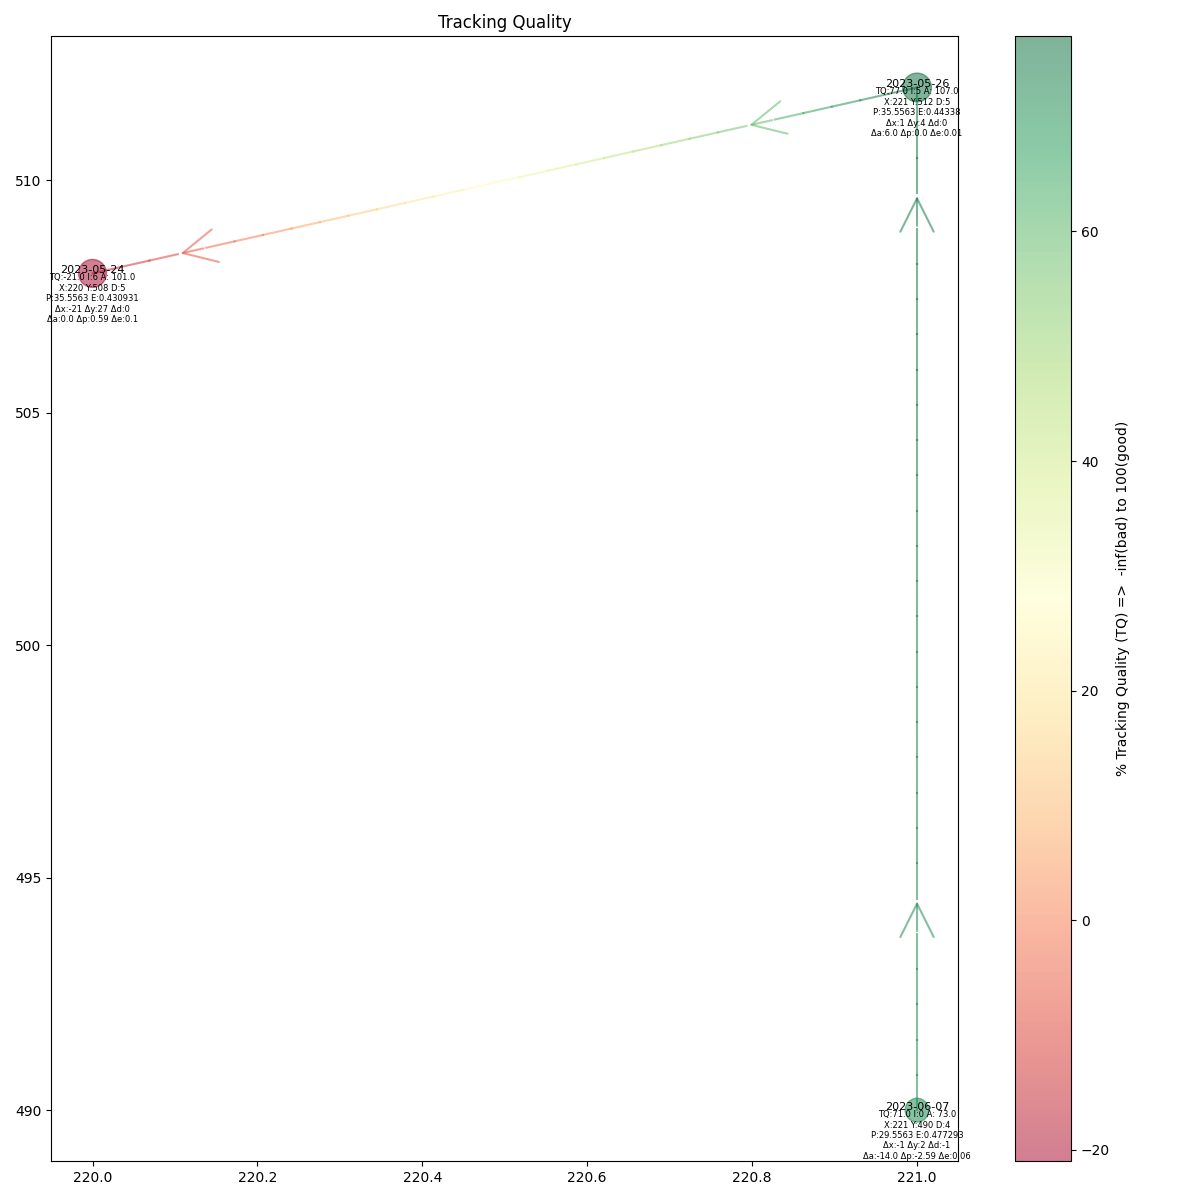 Tracking Quality
2023-05-26
TQ:77.0 I:5 A: 107.0
X:221 Y:512 D:5
P:35.5563 E:0.44338
Δx:1 Δy:4 Δd:0
Δa:6.0 Δp:0.0 Δe:0.01
2023-05-24
TQ:-21.0 I:6 A: 101.0
X:220 Y:508 D:5
P:35.5563 E:0.430931
Δx:-21 Δy:27 Δd:0
Δa:0.0 Δp:0.59 Δe:0.1
2023-06-07
TQ:71.0 I:0 A: 73.0
X:221 Y:490 D:4
P:29.5563 E:0.477293
Δx:-1 Δy:2 Δd:-1
Δa:-14.0 Δp:-2.59 Δe:0.06
510
505
500
495
490
220.0
220.2
220.4
220.6
220.8
221.0
60
40
20
0
−20
% Tracking Quality (TQ) => -inf(bad) to 100(good)